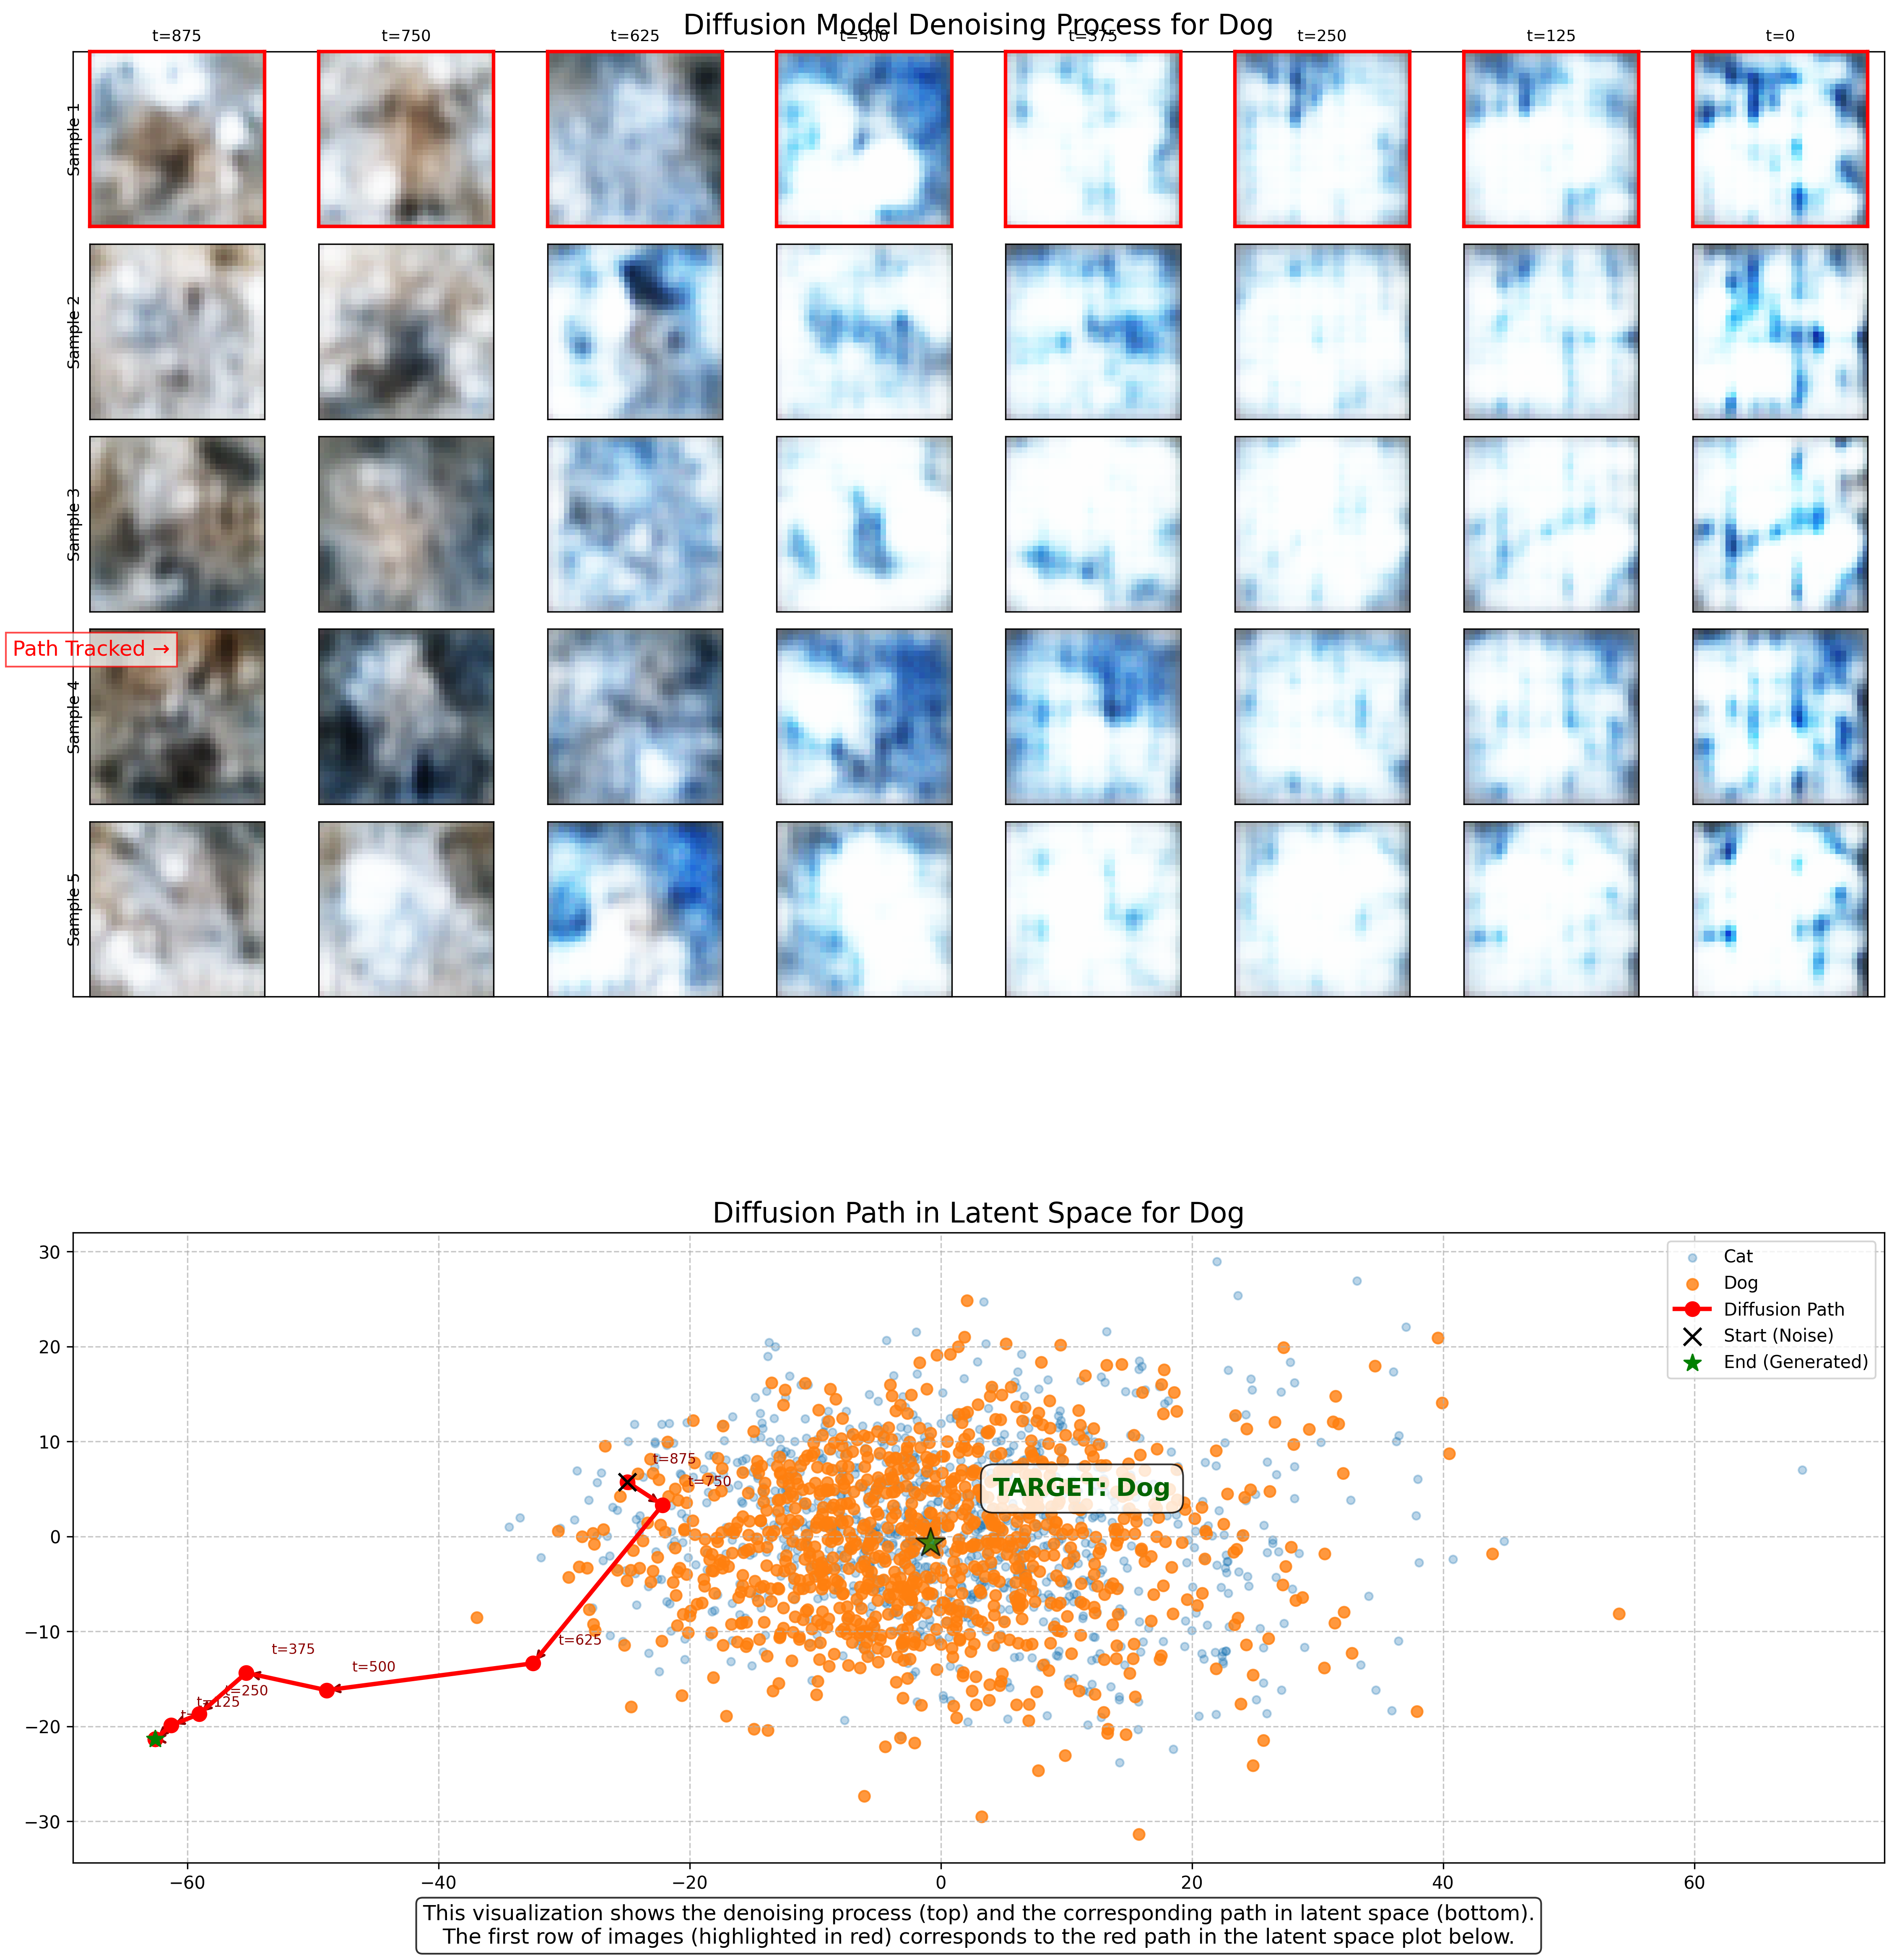 Diffusion Model Denoising Process for Dog
t=875
t=750
t=625
t=500
t=375
t=250
t=125
t=0
Sample 1
Sample 2
Sample 3
Path Tracked →
Sample 4
Sample 5
Diffusion Path in Latent Space for Dog
30
20
10
0
−10
−20
−30
Cat
Dog
Diffusion Path
Start (Noise)
End (Generated)
t=875
t=750
TARGET: Dog
t=625
t=375
t=500
t=250
t=125
−60
−40
−20
0
20
40
60
This visualization shows the denoising process (top) and the corresponding path in latent space (bottom).
The first row of images (highlighted in red) corresponds to the red path in the latent space plot below.